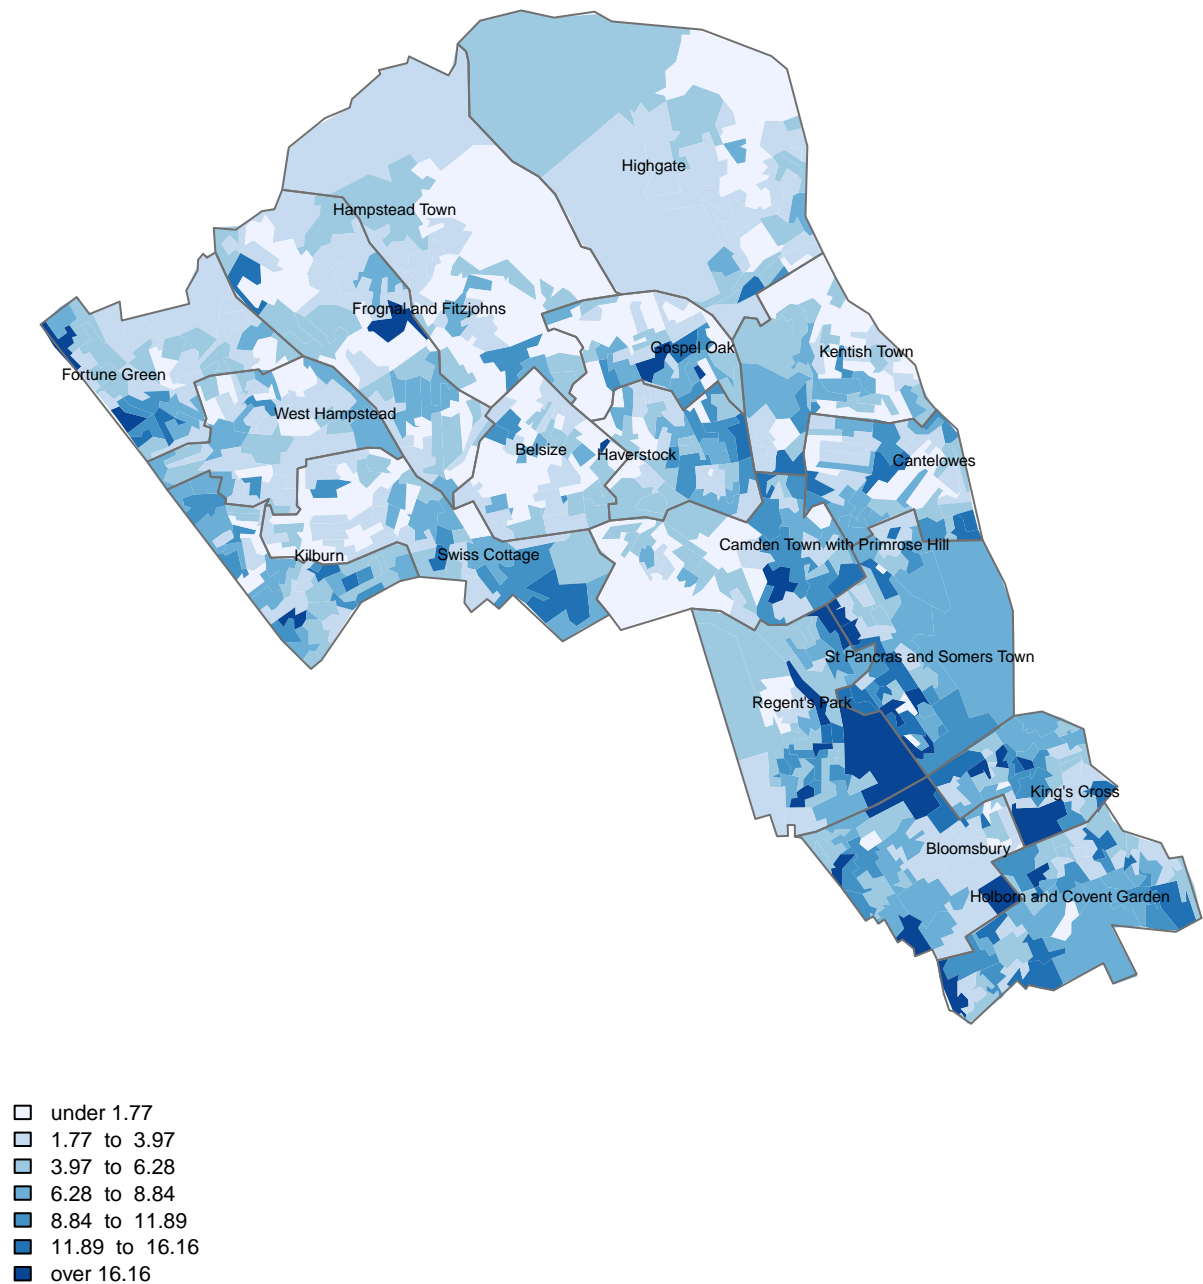 Highgate
Hampstead Town
Frognal and Fitzjohns
Gospel Oak
Kentish Town
Fortune Green
West Hampstead
Belsize
Haverstock
Cantelowes
Camden Town with Primrose Hill
Kilburn
Swiss Cottage
St Pancras and Somers Town
Regent's Park
King's Cross
Bloomsbury
Holborn and Covent Garden
under 1.77
1.77 to 3.97
3.97 to 6.28
6.28 to 8.84
8.84 to 11.89
11.89 to 16.16
over 16.16